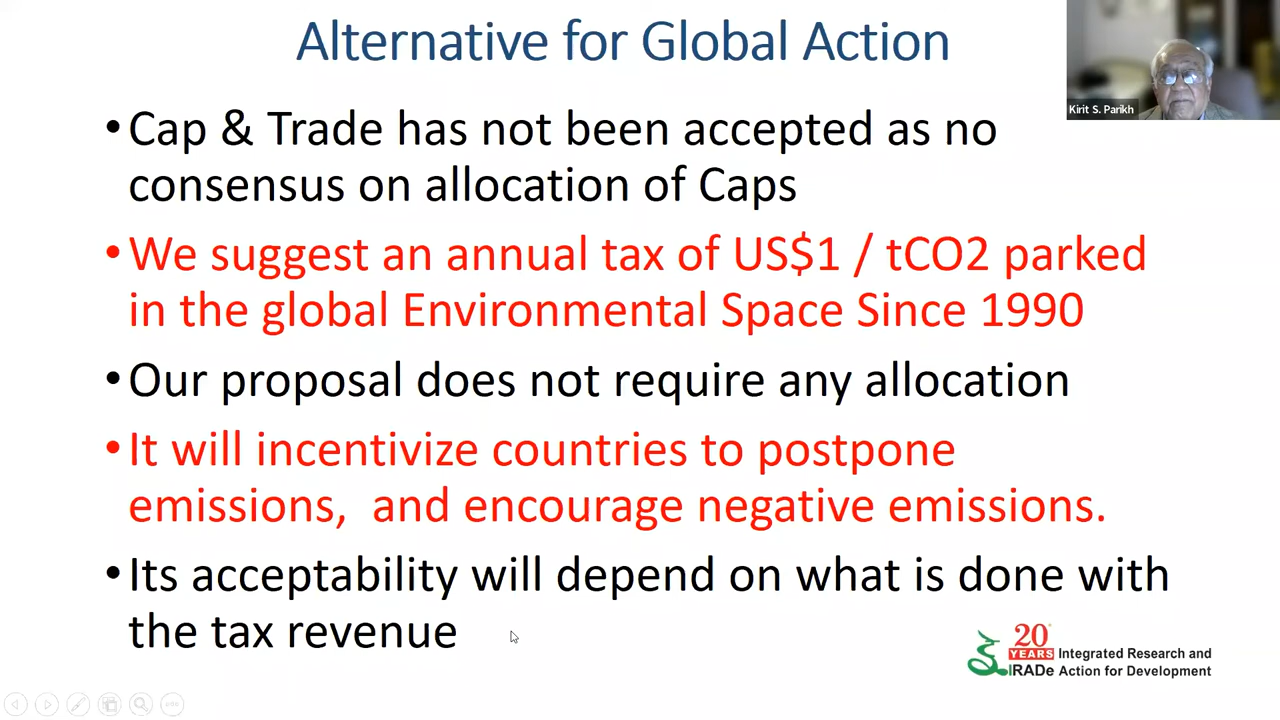 Alternative for Global Action
Kirit S. Parikh
•Cap & Trade has not been accepted as no
consensus on allocation of Caps
•We suggest an annual tax of US$1 / tCO2 parked
in the global Environmental Space Since 1990
•Our proposal does not require any allocation
•It will incentivize countries to postpone
emissions,  and encourage negative emissions.
•Its acceptability will depend on what is done with
the tax revenue
20
YEARS
IRADe
Integrated Research and
Action for Development